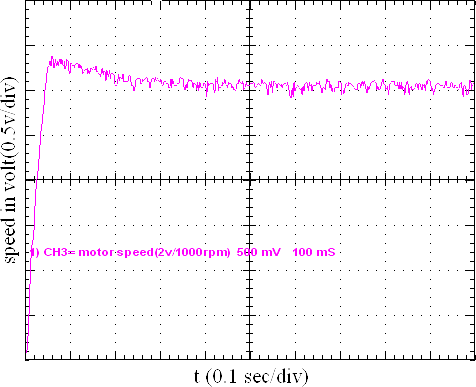 speed in volt(0.5v/div)
1) CH3= motor-speed(2v/1000rpm) 500 mV 100 mS
t (0.1 sec/div)